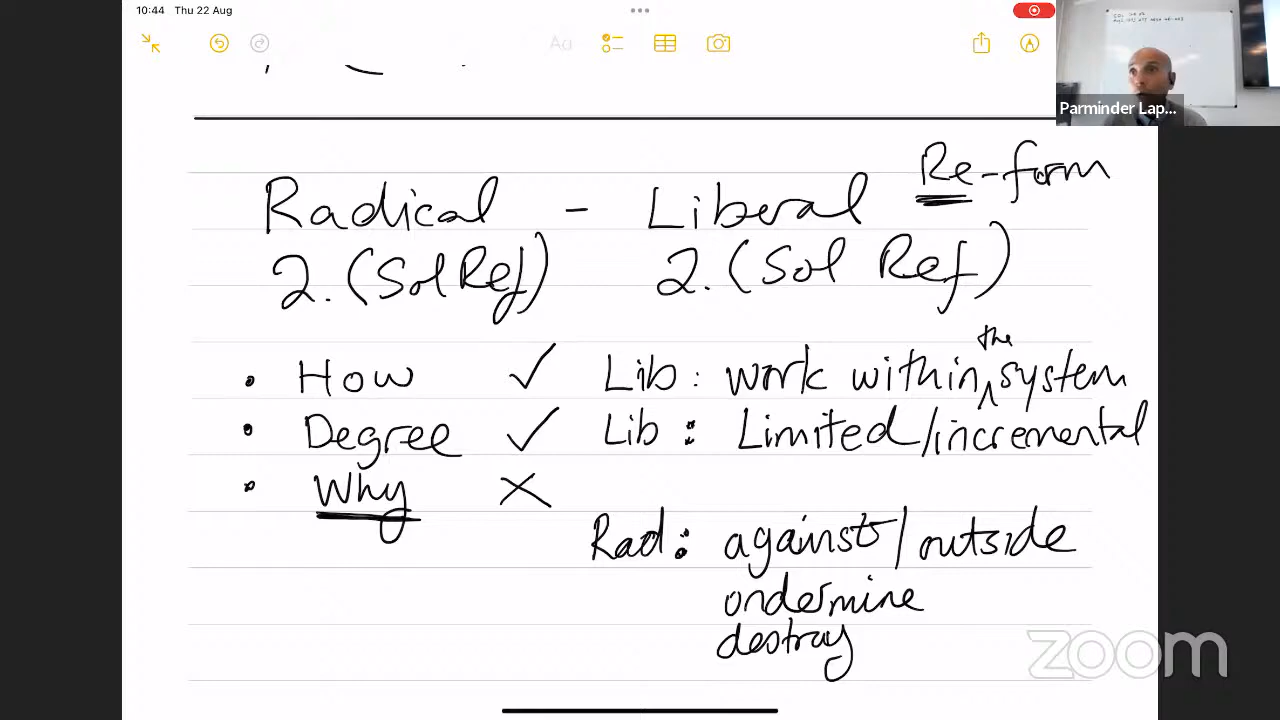 10:44 Thu 22 Aug
Aa
Parminder Lap...
Re-form
Radical - Liberal
2. (Sol Ref) 2. (Sol Ref)
the
• How ✓ Lib: work within system
• Degree ✓ Lib: Limited/incremental
• Why ✗
Rad: against/outside
undermine
destroy
zoom